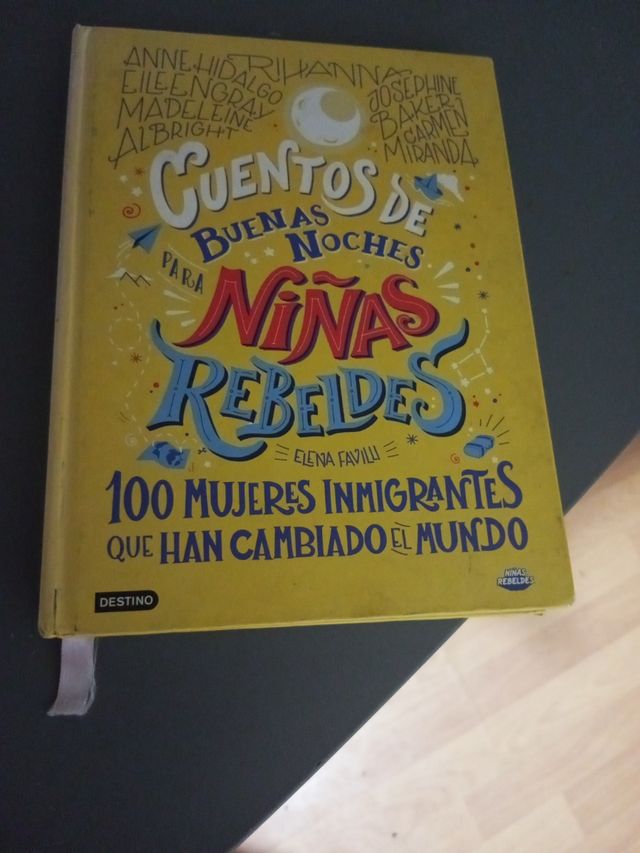 ANNE HIDALGO
EILEEN GRAY
MADELEINE
ALBRIGHT
RIHANNA
JOSÉPHINE
BAKER
CARMEN
MIRANDA
CUENTOS DE
BUENAS
NOCHES
PARA
NIÑAS
REBELDES
ELENA FAVILLI
100 MUJERES INMIGRANTES
QUE HAN CAMBIADO EL MUNDO
NIÑAS
REBELDES
DESTINO